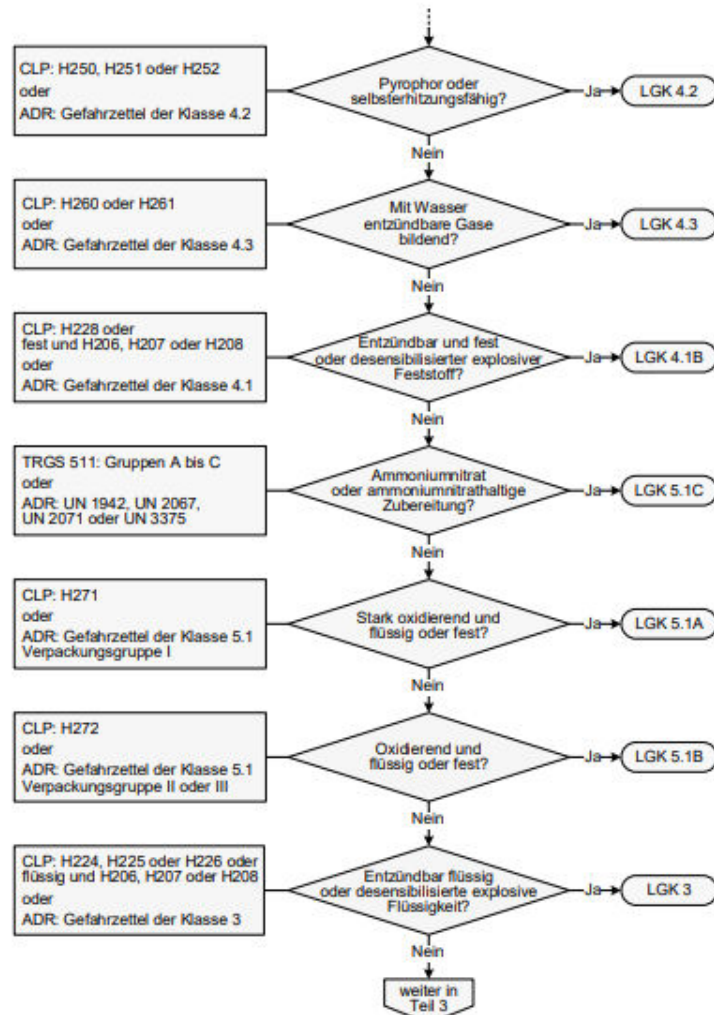 CLP: H250, H251 oder H252
oder
ADR: Gefahrzettel der Klasse 4.2
Pyrophor oder
selbsterhitzungsfähig?
Ja
LGK 4.2
Nein
CLP: H260 oder H261
oder
ADR: Gefahrzettel der Klasse 4.3
Mit Wasser
entzündbare Gase
bildend?
Ja
LGK 4.3
Nein
CLP: H228 oder
fest und H206, H207 oder H208
oder
ADR: Gefahrzettel der Klasse 4.1
Entzündbar und fest
oder desensibilisierter explosiver
Feststoff?
Ja
LGK 4.1B
Nein
TRGS 511: Gruppen A bis C
oder
ADR: UN 1942, UN 2067,
UN 2071 oder UN 3375
Ammoniumnitrat
oder ammoniumnitrathaltige
Zubereitung?
Ja
LGK 5.1C
Nein
CLP: H271
oder
ADR: Gefahrzettel der Klasse 5.1
Verpackungsgruppe I
Stark oxidierend und
flüssig oder fest?
Ja
LGK 5.1A
Nein
CLP: H272
oder
ADR: Gefahrzettel der Klasse 5.1
Verpackungsgruppe II oder III
Oxidierend und
flüssig oder fest?
Ja
LGK 5.1B
Nein
CLP: H224, H225 oder H226 oder
flüssig und H206, H207 oder H208
oder
ADR: Gefahrzettel der Klasse 3
Entzündbar flüssig
oder desensibilisierte explosive
Flüssigkeit?
Ja
LGK 3
Nein
weiter in
Teil 3